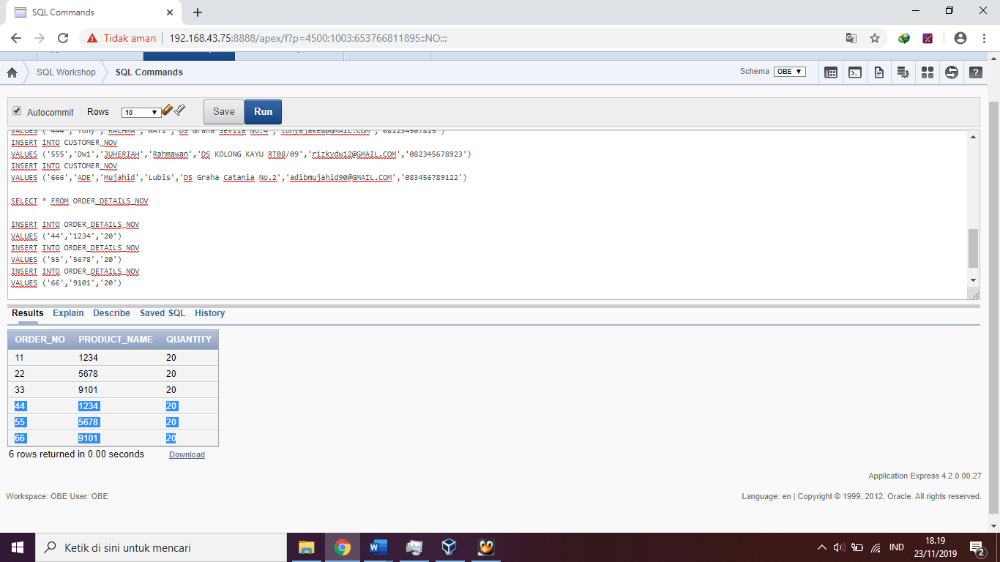 SQL Commands
Tidak aman
192.168.43.75:8888/apex/f?p=4500:1003:653766811895::NO:::
SQL Workshop
SQL Commands
Schema OBE
Autocommit Rows 10 Save Run
VALUES ('444','Tony','RACHMA','WATI','DS Graha Sevilla No.4','tonyajake8@GMAIL.COM','081234567815')
INSERT INTO CUSTOMER_NOV
VALUES ('555','Dwi','JUHERIAH','Rahmawan','DS KOLONG KAYU RT08/09','rizkydwi2@GMAIL.COM','082345678923')
INSERT INTO CUSTOMER_NOV
VALUES ('666','ADE','Mujahid','Lubis','DS Graha Catania No.2','adibmujahid90@GMAIL.COM','083456789122')
SELECT * FROM ORDER_DETAILS_NOV
INSERT INTO ORDER_DETAILS_NOV
VALUES ('44','1234','20')
INSERT INTO ORDER_DETAILS_NOV
VALUES ('55','5678','20')
INSERT INTO ORDER_DETAILS_NOV
VALUES ('66','9101','20')
Results Explain Describe Saved SQL History
ORDER_NO PRODUCT_NAME QUANTITY
11 1234 20
22 5678 20
33 9101 20
44 1234 20
55 5678 20
66 9101 20
6 rows returned in 0.00 seconds Download
Application Express 4.2.0.00.27
Workspace: OBE User: OBE
Language: en | Copyright © 1999, 2012, Oracle. All rights reserved.
Ketik di sini untuk mencari
IND
18.19
23/11/2019
2